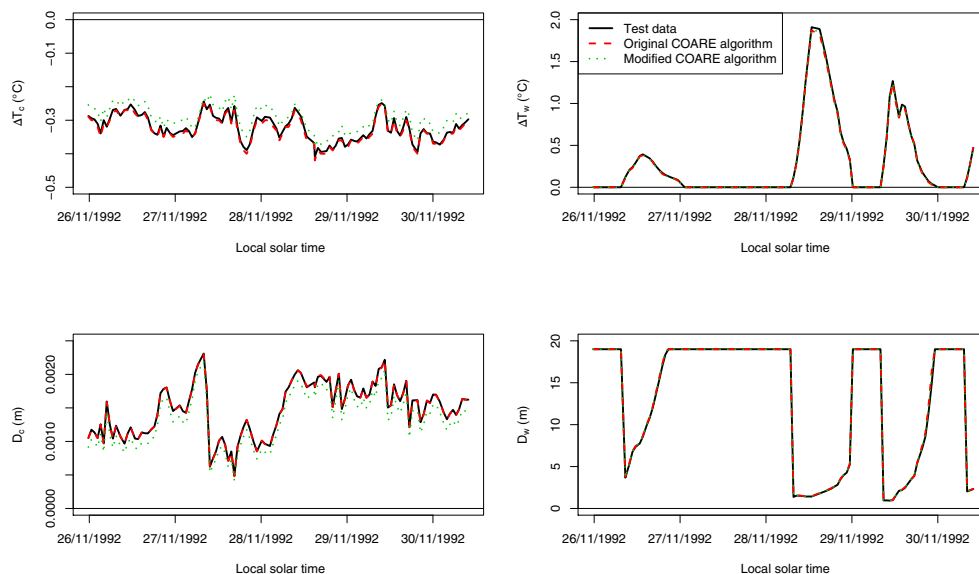 0.0
−0.1
−0.3
−0.5
ΔTc (°C)
26/11/1992 27/11/1992 28/11/1992 29/11/1992 30/11/1992
Local solar time
Test data
Original COARE algorithm
Modified COARE algorithm
2.0
1.5
1.0
0.5
0.0
ΔTw (°C)
26/11/1992 27/11/1992 28/11/1992 29/11/1992 30/11/1992
Local solar time
0.0020
0.0010
0.0000
Dc (m)
26/11/1992 27/11/1992 28/11/1992 29/11/1992 30/11/1992
Local solar time
20
15
10
5
0
Dw (m)
26/11/1992 27/11/1992 28/11/1992 29/11/1992 30/11/1992
Local solar time